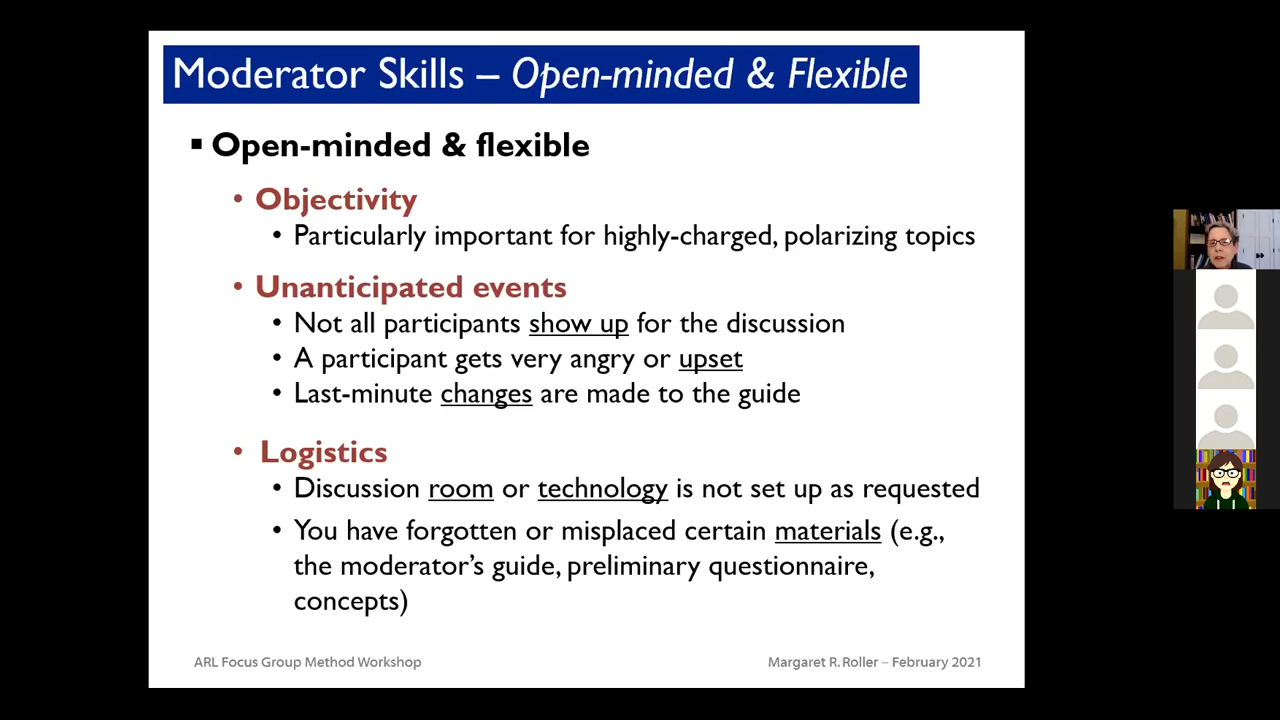 Moderator Skills – Open-minded & Flexible
▪ Open-minded & flexible
• Objectivity
• Particularly important for highly-charged, polarizing topics
• Unanticipated events
• Not all participants show up for the discussion
• A participant gets very angry or upset
• Last-minute changes are made to the guide
• Logistics
• Discussion room or technology is not set up as requested
• You have forgotten or misplaced certain materials (e.g.,
the moderator's guide, preliminary questionnaire,
concepts)
ARL Focus Group Method Workshop
Margaret R. Roller – February 2021